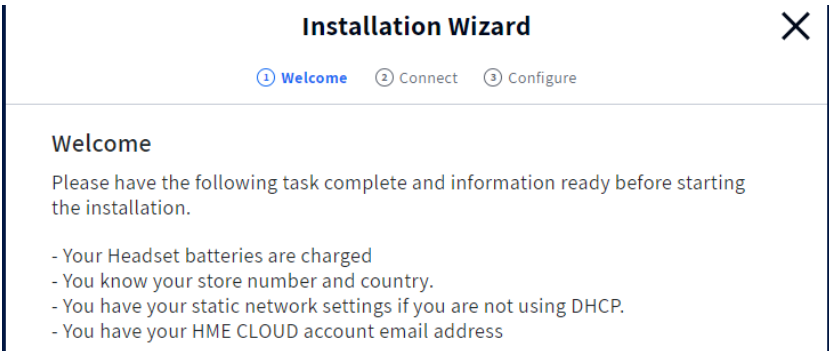 Installation Wizard
1 Welcome 2 Connect 3 Configure
Welcome
Please have the following task complete and information ready before starting
the installation.
- Your Headset batteries are charged
- You know your store number and country.
- You have your static network settings if you are not using DHCP.
- You have your HME CLOUD account email address